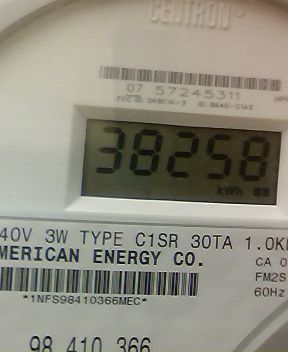 CENTRON®
07 57245311
38258
kWh
40V 3W TYPE C1SR 30TA 1.0K
MERICAN ENERGY CO.
CA 0
FM2S
*1NFS98410366MEC*
60Hz
98 410 366